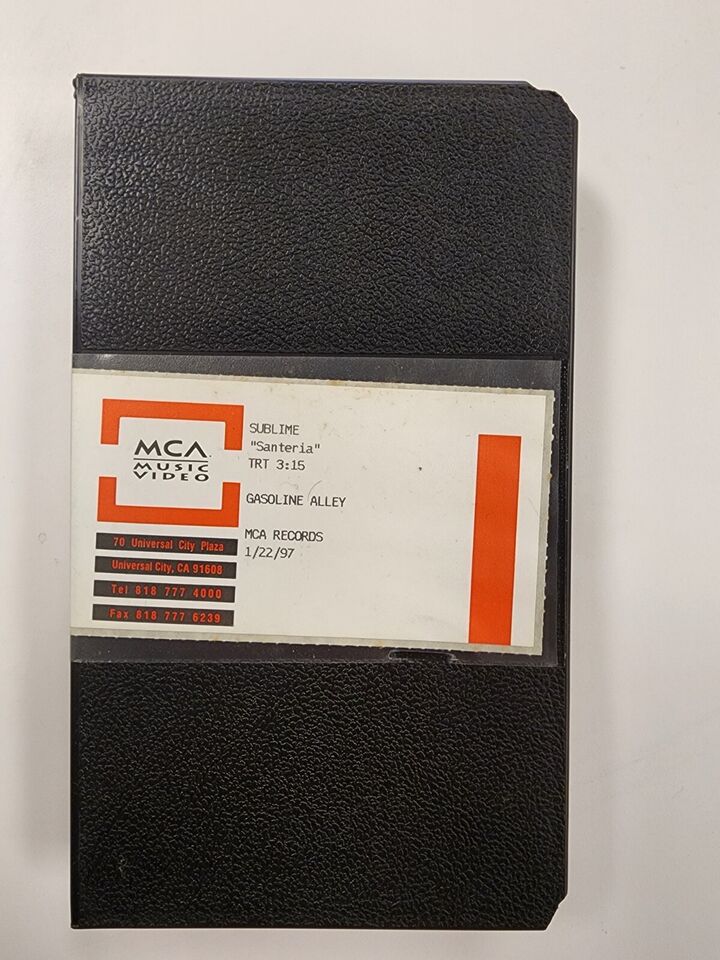 MCA
MUSIC
VIDEO
70 Universal City Plaza
Universal City, CA 91608
Tel 818 777 4000
Fax 818 777 6239
SUBLIME
"Santeria"
TRT 3:15
GASOLINE ALLEY
MCA RECORDS
1/22/97